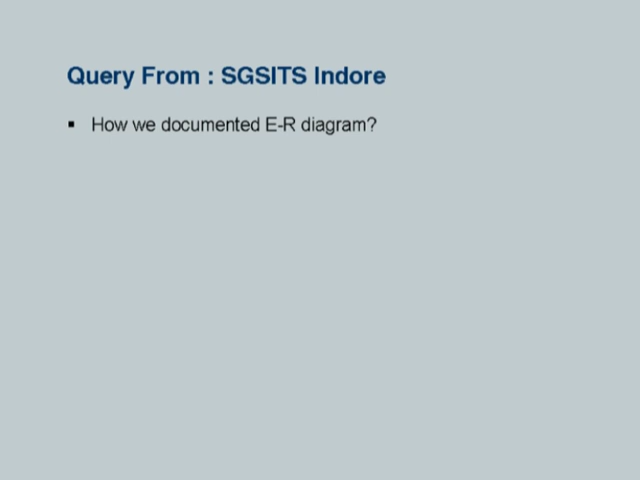 Query From : SGSITS Indore
▪ How we documented E-R diagram?